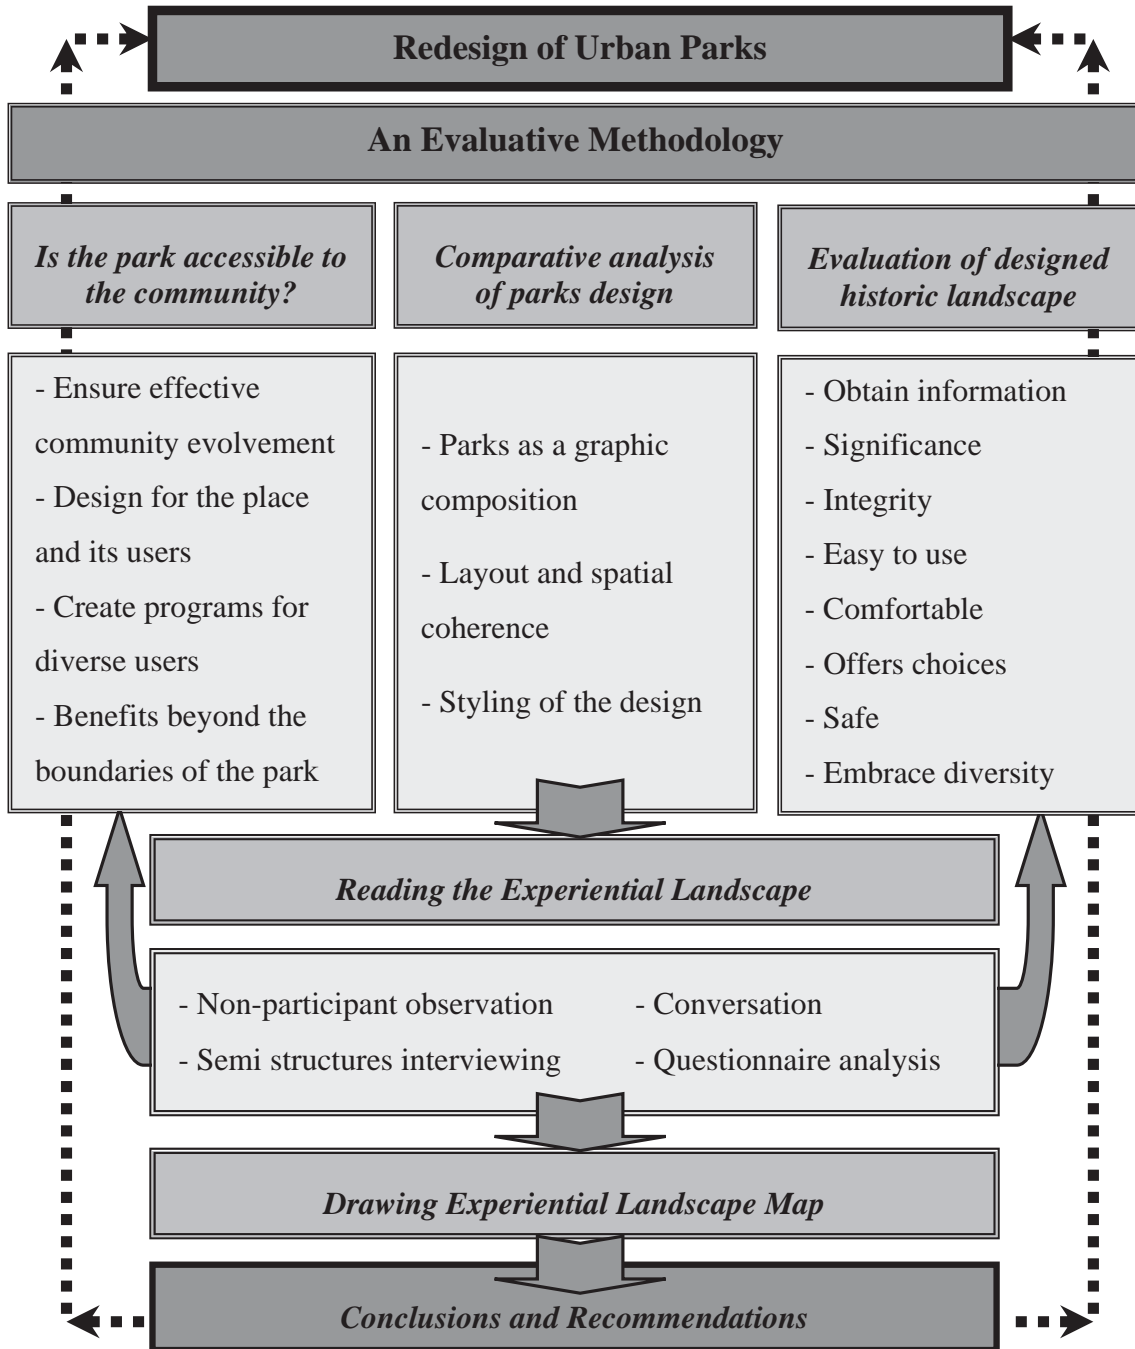 Redesign of Urban Parks
An Evaluative Methodology
Is the park accessible to
the community?
- Ensure effective
community evolvement
- Design for the place
and its users
- Create programs for
diverse users
- Benefits beyond the
boundaries of the park
Comparative analysis
of parks design
- Parks as a graphic
composition
- Layout and spatial
coherence
- Styling of the design
Evaluation of designed
historic landscape
- Obtain information
- Significance
- Integrity
- Easy to use
- Comfortable
- Offers choices
- Safe
- Embrace diversity
Reading the Experiential Landscape
- Non-participant observation
- Semi structures interviewing
- Conversation
- Questionnaire analysis
Drawing Experiential Landscape Map
Conclusions and Recommendations